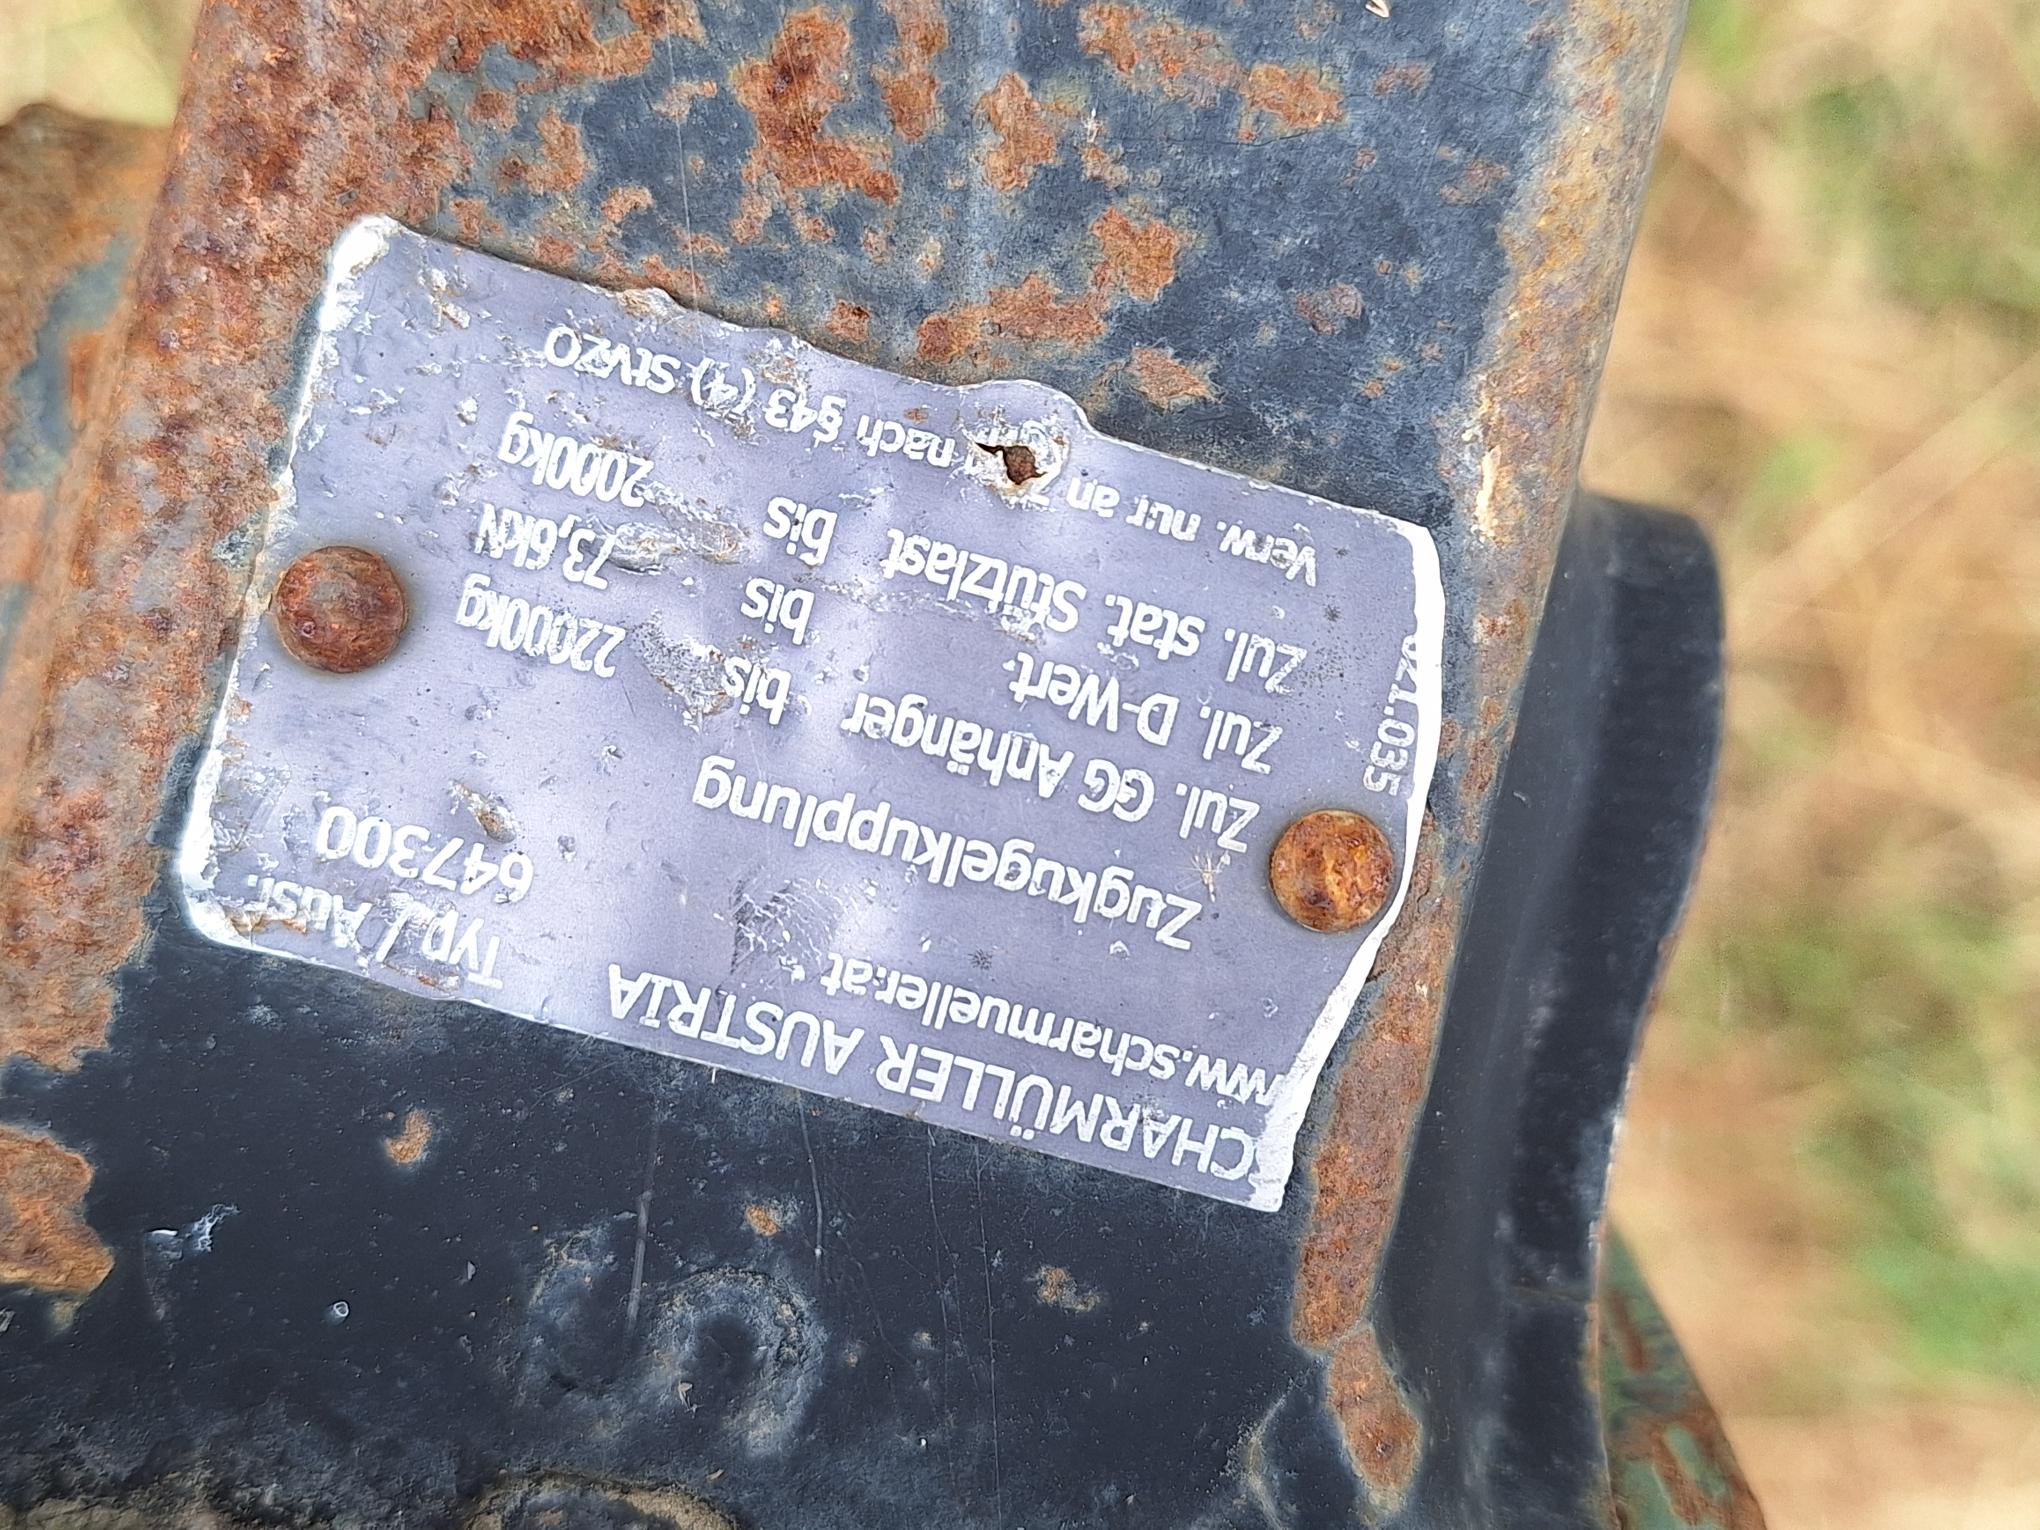 SCHARMÜLLER AUSTRIA
www.scharmueller.at
Typ./ Ausf.
647300
Zugkugelkupplung
Zul. GG Anhänger bis 22000kg
Zul. D-Wert. bis 73,6kN
Zul. stat. Stützlast bis 2000kg
Verw. nur an nach §43 (4) StVZO
021.035